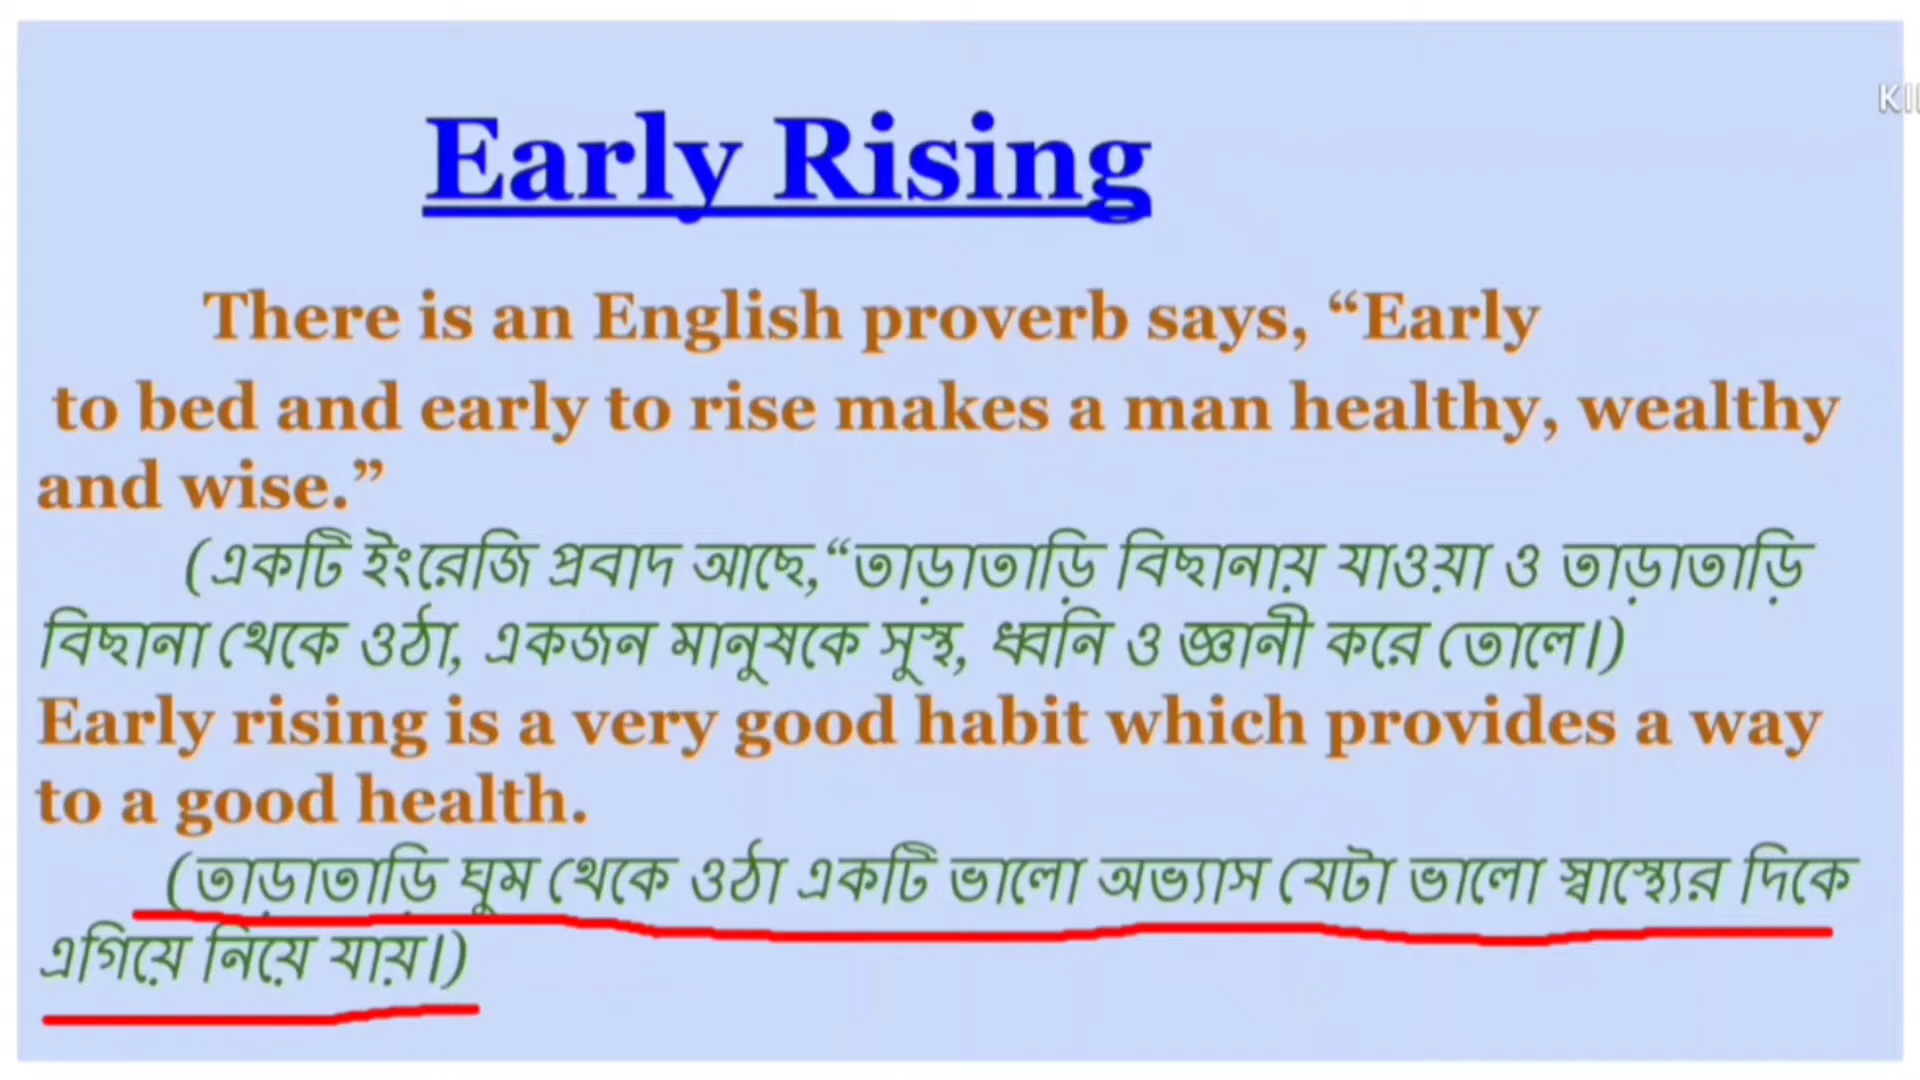 Early Rising
There is an English proverb says, “Early
to bed and early to rise makes a man healthy, wealthy
and wise.”
(একটি ইংরেজি প্রবাদ আছে,“তাড়াতাড়ি বিছানায় যাওয়া ও তাড়াতাড়ি
বিছানা থেকে ওঠা, একজন মানুষকে সুস্থ, ধ্বনি ও জ্ঞানী করে তোলে।)
Early rising is a very good habit which provides a way
to a good health.
(তাড়াতাড়ি ঘুম থেকে ওঠা একটি ভালো অভ্যাস যেটা ভালো স্বাস্থ্যের দিকে
এগিয়ে নিয়ে যায়।)